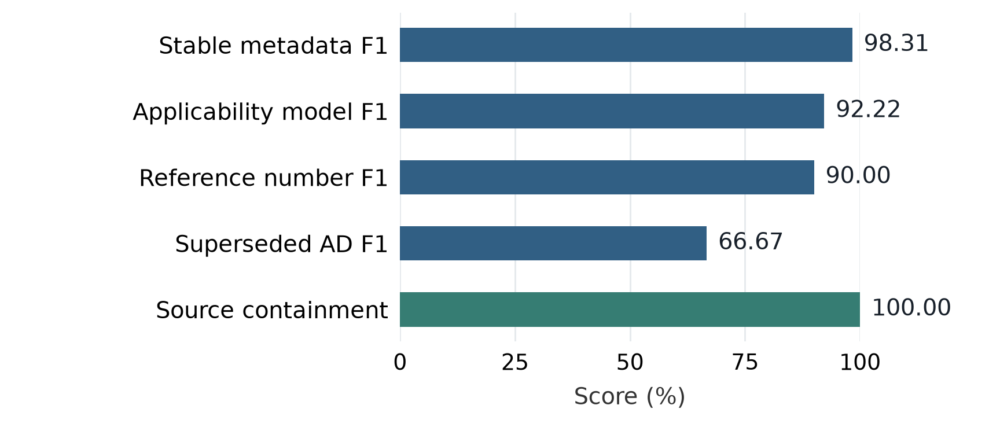 Stable metadata F1 98.31
Applicability model F1 92.22
Reference number F1 90.00
Superseded AD F1 66.67
Source containment 100.00
0 25 50 75 100
Score (%)